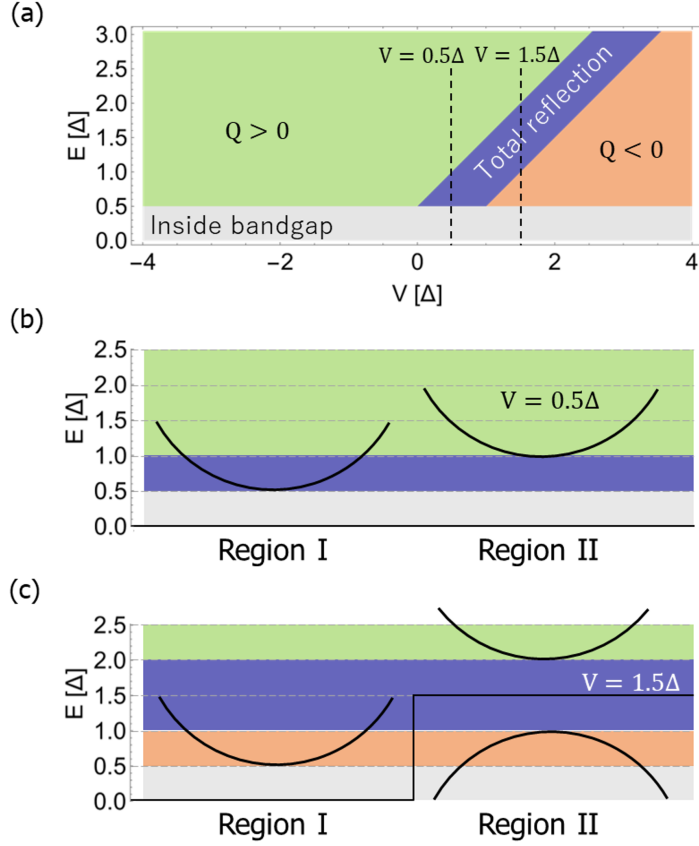 (a)
3.0
2.5
2.0
1.5
1.0
0.5
0.0
E [Δ]
V = 0.5Δ V = 1.5Δ
Q > 0
Total reflection
Q < 0
Inside bandgap
−4 −2 0 2 4
V [Δ]
(b)
2.5
2.0
1.5
1.0
0.5
0.0
E [Δ]
V = 0.5Δ
Region I Region II
(c)
2.5
2.0
1.5
1.0
0.5
0.0
E [Δ]
V = 1.5Δ
Region I Region II